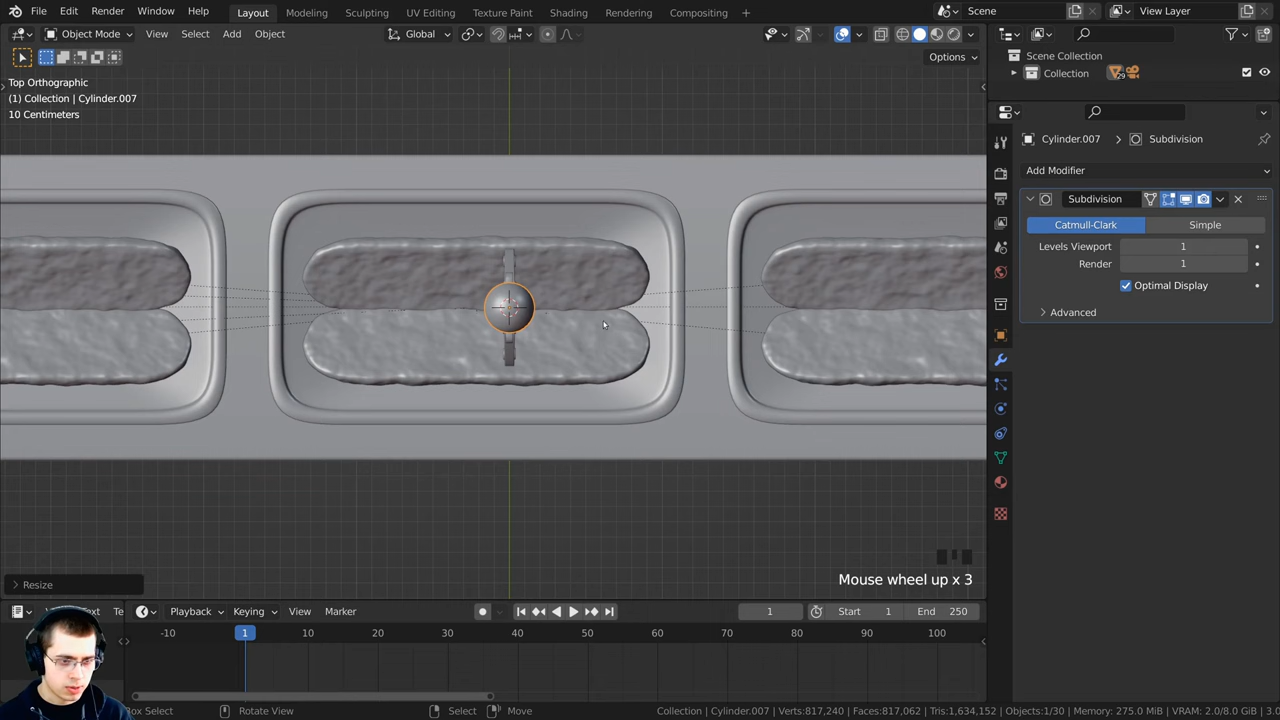 File Edit Render Window Help Layout Modeling Sculpting UV Editing Texture Paint Shading Rendering Compositing Scene View Layer
Object Mode View Select Add Object Global
Options
Top Orthographic
(1) Collection | Cylinder.007
10 Centimeters
Scene Collection
Collection 29
Cylinder.007 > Subdivision
Add Modifier
Subdivision
Catmull-Clark Simple
Levels Viewport 1
Render 1
Optimal Display
Advanced
Resize
Mouse wheel up x 3
Text Te Playback Keying View Marker 1 Start 1 End 250
-10 1 10 20 30 40 50 60 70 80 90 100
Box Select Rotate View Select Move Collection | Cylinder.007 | Verts:817,240 | Faces:817,062 | Tris:1,634,152 | Objects:1/30 | Memory: 275.0 MiB | VRAM: 2.0/8.0 GiB | 3.0